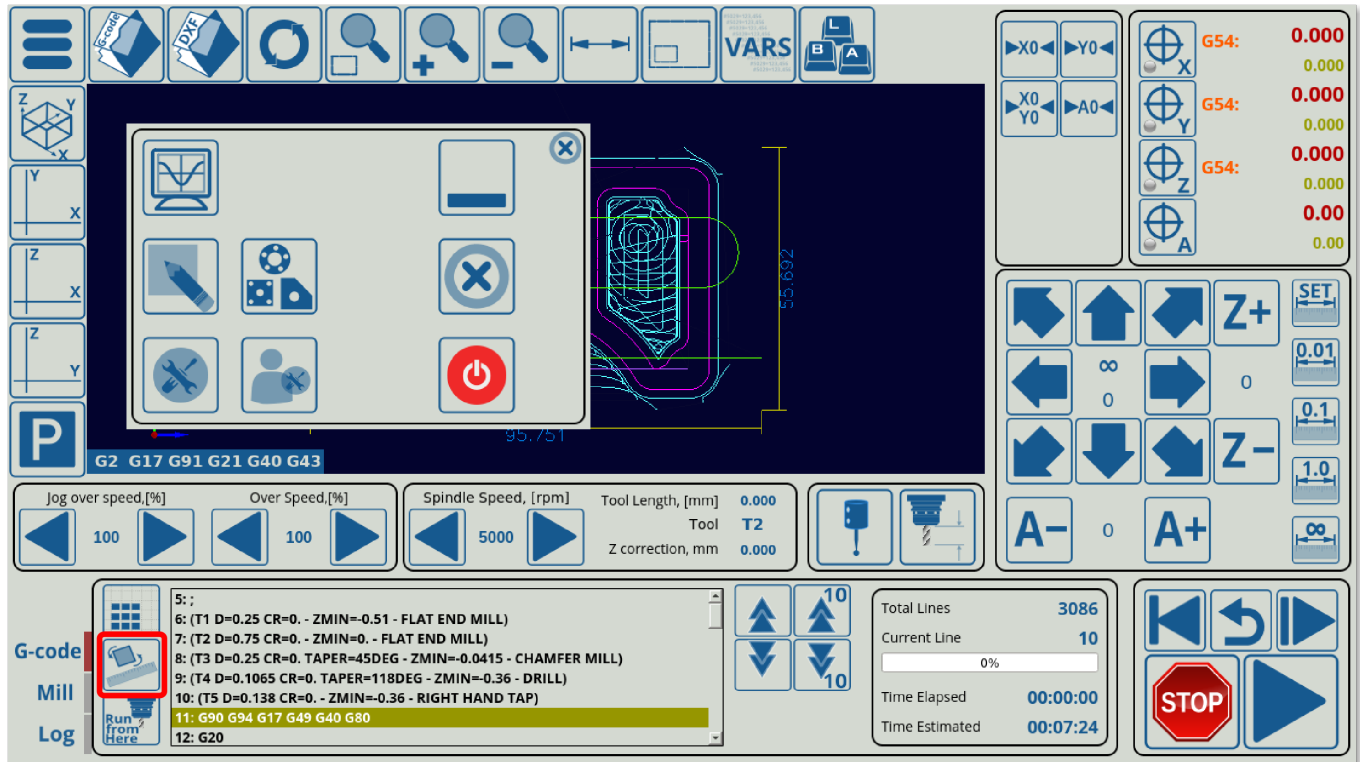 G-code
DXF
VARS
L
B
A
X0
Y0
X0
Y0
A0
X
G54:
0.000
0.000
Y
G54:
0.000
0.000
Z
G54:
0.000
0.000
A
0.00
0.00
Z
Y
X
Y
X
Z
X
Z
Y
P
55.692
95.751
G2 G17 G91 G21 G40 G43
Z+
SET
0.01
∞
0
0
0.1
Z-
1.0
A-
0
A+
∞
Jog over speed,[%]
100
Over Speed,[%]
100
Spindle Speed, [rpm]
5000
Tool Length, [mm] 0.000
Tool T2
Z correction, mm 0.000
G-code
Mill
Log
Run
from
Here
5: ;
6: (T1 D=0.25 CR=0. - ZMIN=-0.51 - FLAT END MILL)
7: (T2 D=0.75 CR=0. - ZMIN=0. - FLAT END MILL)
8: (T3 D=0.25 CR=0. TAPER=45DEG - ZMIN=-0.0415 - CHAMFER MILL)
9: (T4 D=0.1065 CR=0. TAPER=118DEG - ZMIN=-0.36 - DRILL)
10: (T5 D=0.138 CR=0. - ZMIN=-0.36 - RIGHT HAND TAP)
11: G90 G94 G17 G49 G40 G80
12: G20
10
10
Total Lines 3086
Current Line 10
0%
Time Elapsed 00:00:00
Time Estimated 00:07:24
STOP